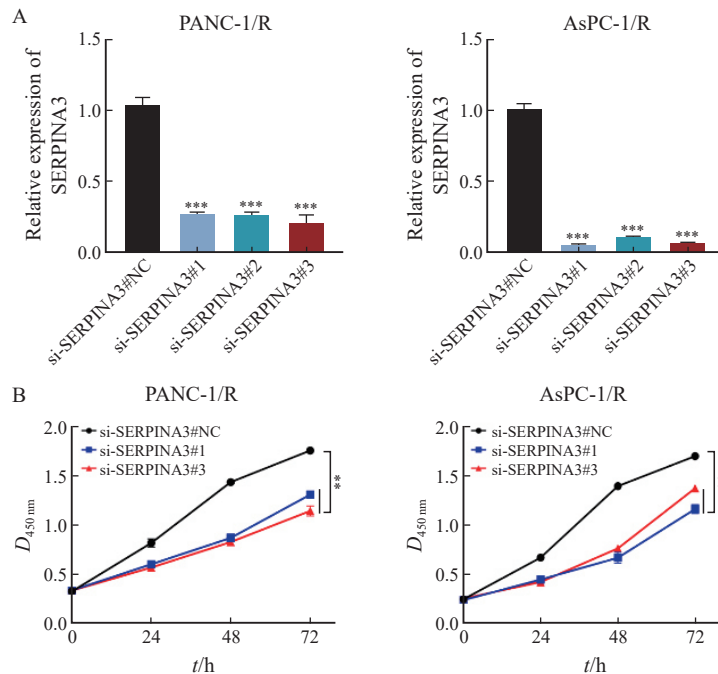 A
PANC-1/R
Relative expression of
SERPINA3
1.5
1.0
0.5
0.0
***
***
***
si-SERPINA3#NC
si-SERPINA3#1
si-SERPINA3#2
si-SERPINA3#3
AsPC-1/R
Relative expression of
SERPINA3
1.5
1.0
0.5
0.0
***
***
***
si-SERPINA3#NC
si-SERPINA3#1
si-SERPINA3#2
si-SERPINA3#3
B
PANC-1/R
D450 nm
2.0
1.5
1.0
0.5
0
si-SERPINA3#NC
si-SERPINA3#1
si-SERPINA3#3
**
0
24
48
72
t/h
AsPC-1/R
D450 nm
2.0
1.5
1.0
0.5
0
si-SERPINA3#NC
si-SERPINA3#1
si-SERPINA3#3
0
24
48
72
t/h